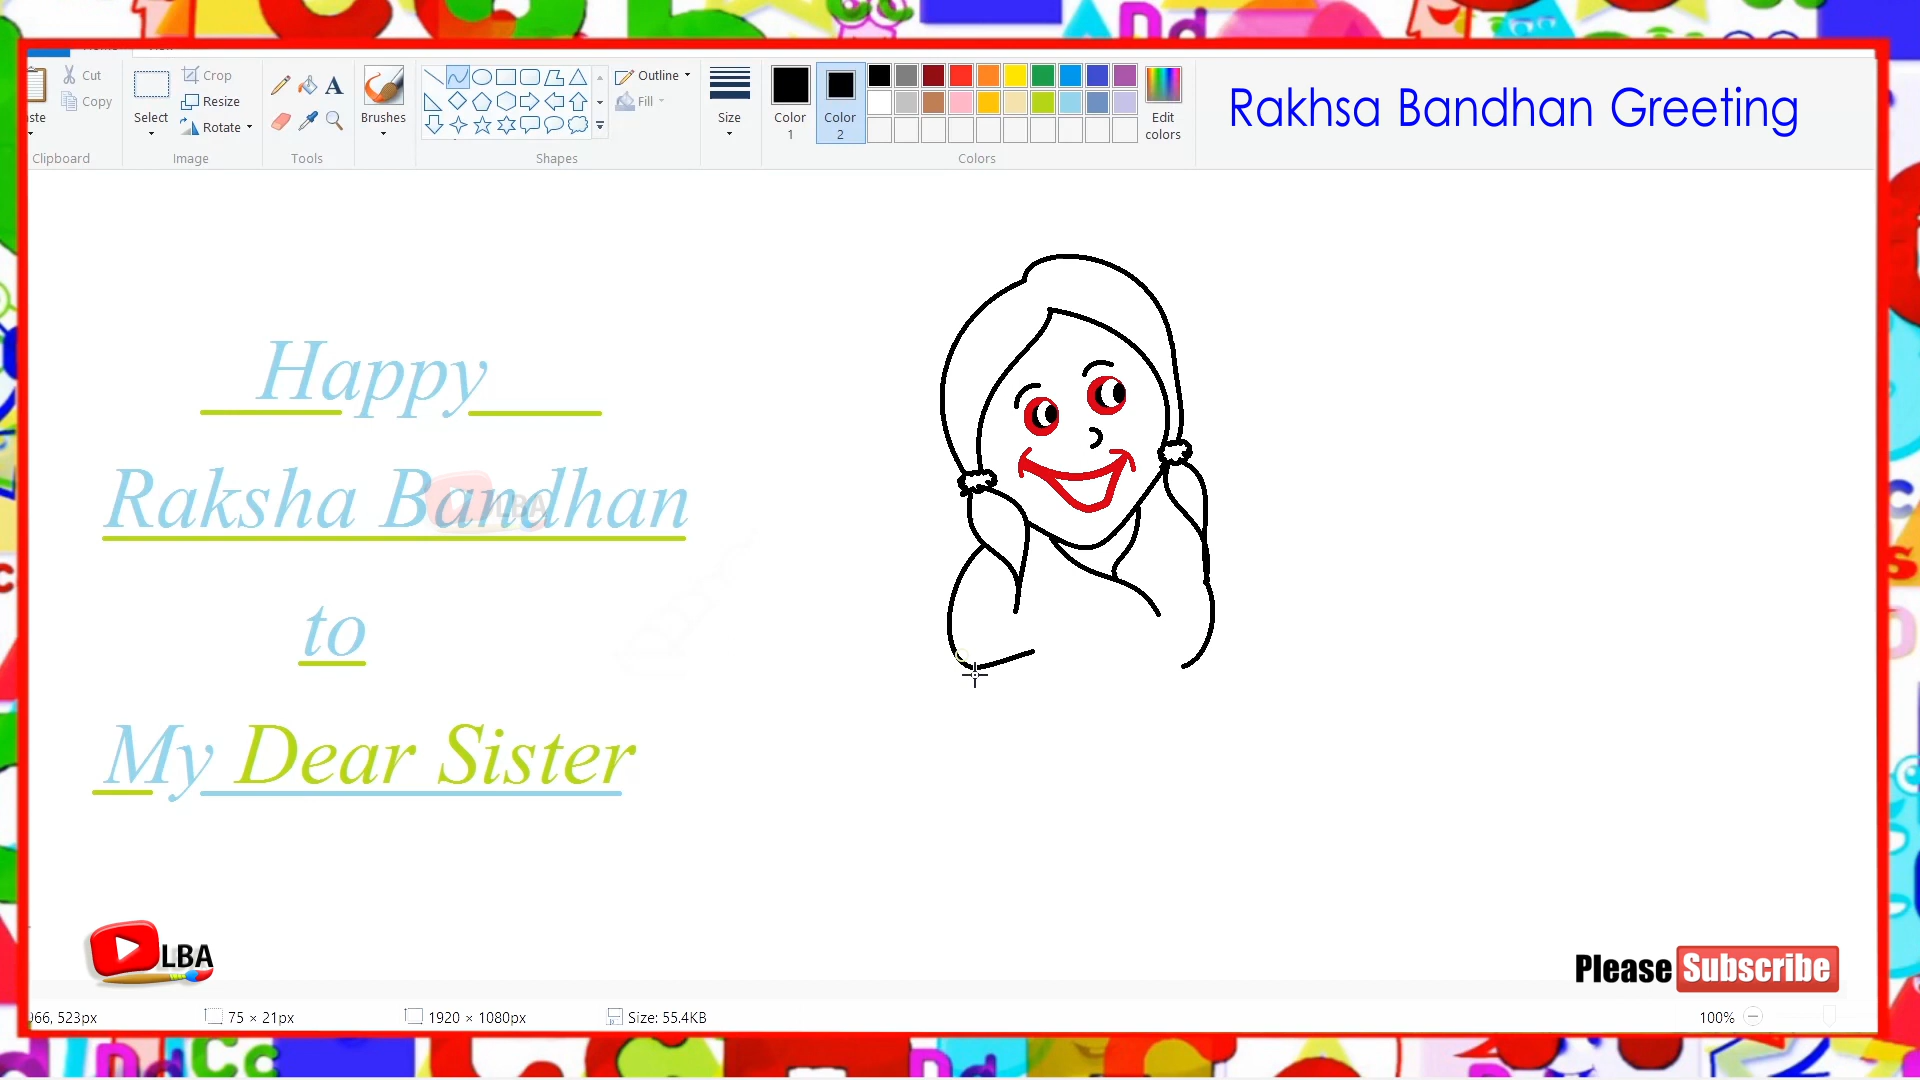 Cut
Copy
Clipboard
Select
Crop
Resize
Rotate
Image
Tools
Brushes
Shapes
Outline
Fill
Size
Color 1
Color 2
Edit colors
Colors
Rakhsa Bandhan Greeting
Happy
Raksha Bandhan
to
My Dear Sister
LBA
LBA
Please Subscribe
966, 523px
75 × 21px
1920 × 1080px
Size: 55.4KB
100%